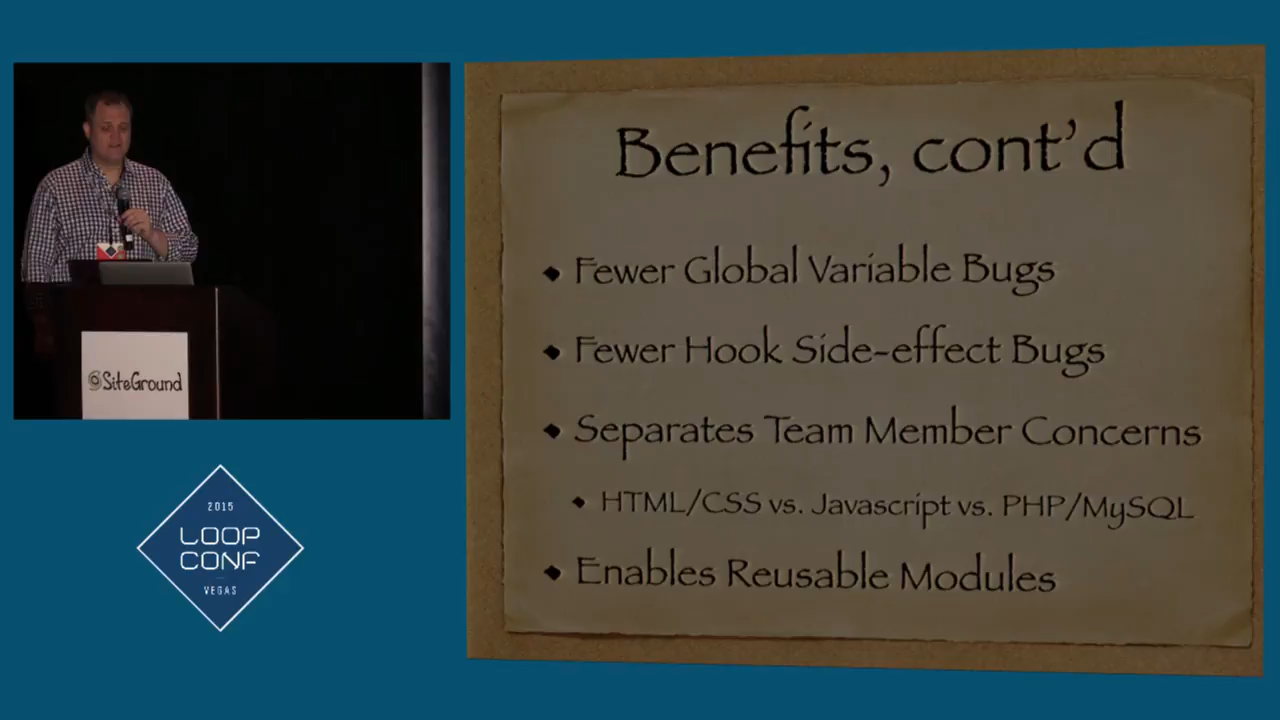 Benefits, cont'd
Fewer Global Variable Bugs
Fewer Hook Side-effect Bugs
Separates Team Member Concerns
HTML/CSS vs. Javascript vs. PHP/MySQL
Enables Reusable Modules
SiteGround
2015
LOOP
CONF
VEGAS